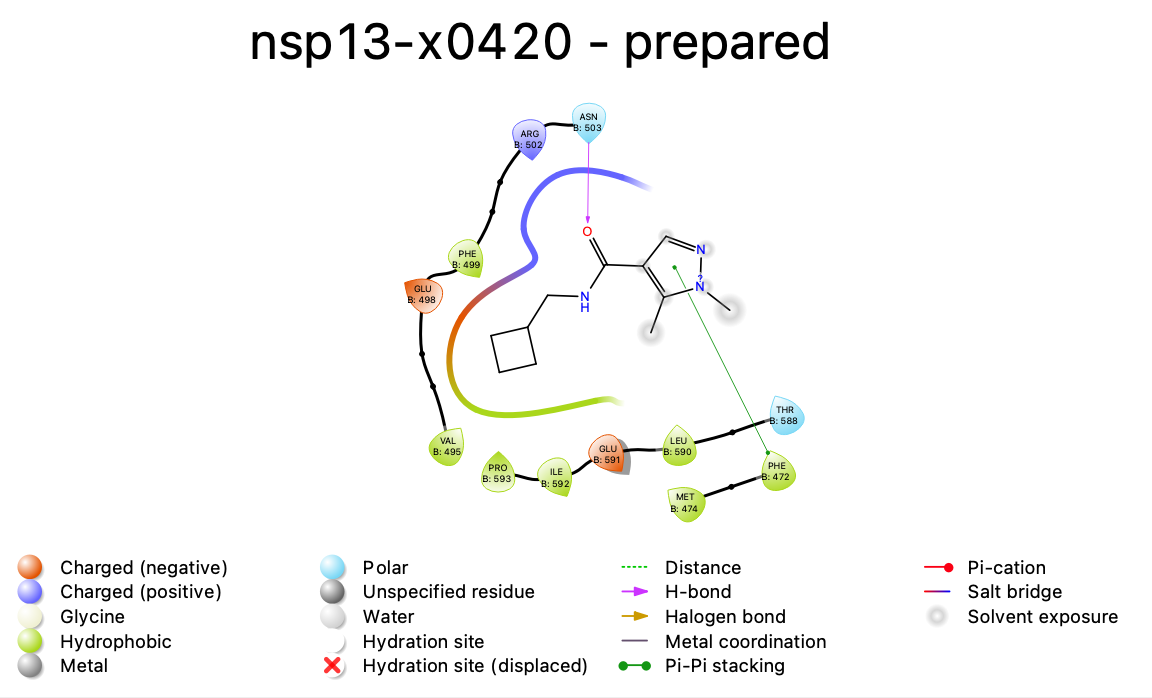 nsp13-x0420 - prepared
ASN
B: 503
ARG
B: 502
PHE
B: 499
GLU
B: 498
O
N
N
N
H
THR
B: 588
VAL
B: 495
LEU
B: 590
GLU
B: 591
PRO
B: 593
ILE
B: 592
PHE
B: 472
MET
B: 474
Charged (negative)
Charged (positive)
Glycine
Hydrophobic
Metal
Polar
Unspecified residue
Water
Hydration site
Hydration site (displaced)
Distance
H-bond
Halogen bond
Metal coordination
Pi-Pi stacking
Pi-cation
Salt bridge
Solvent exposure